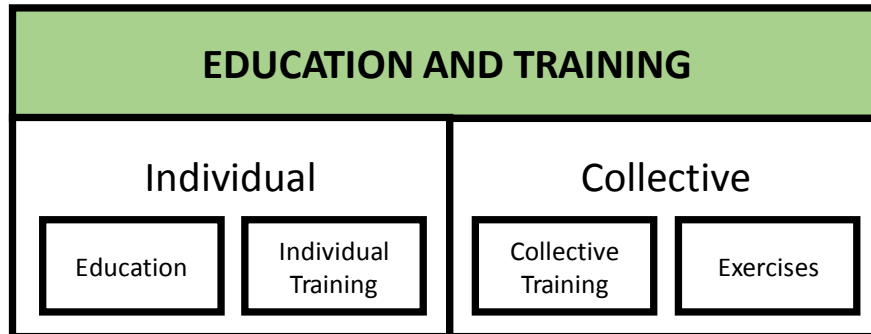 EDUCATION AND TRAINING
Individual
Education
Individual
Training
Collective
Collective
Training
Exercises